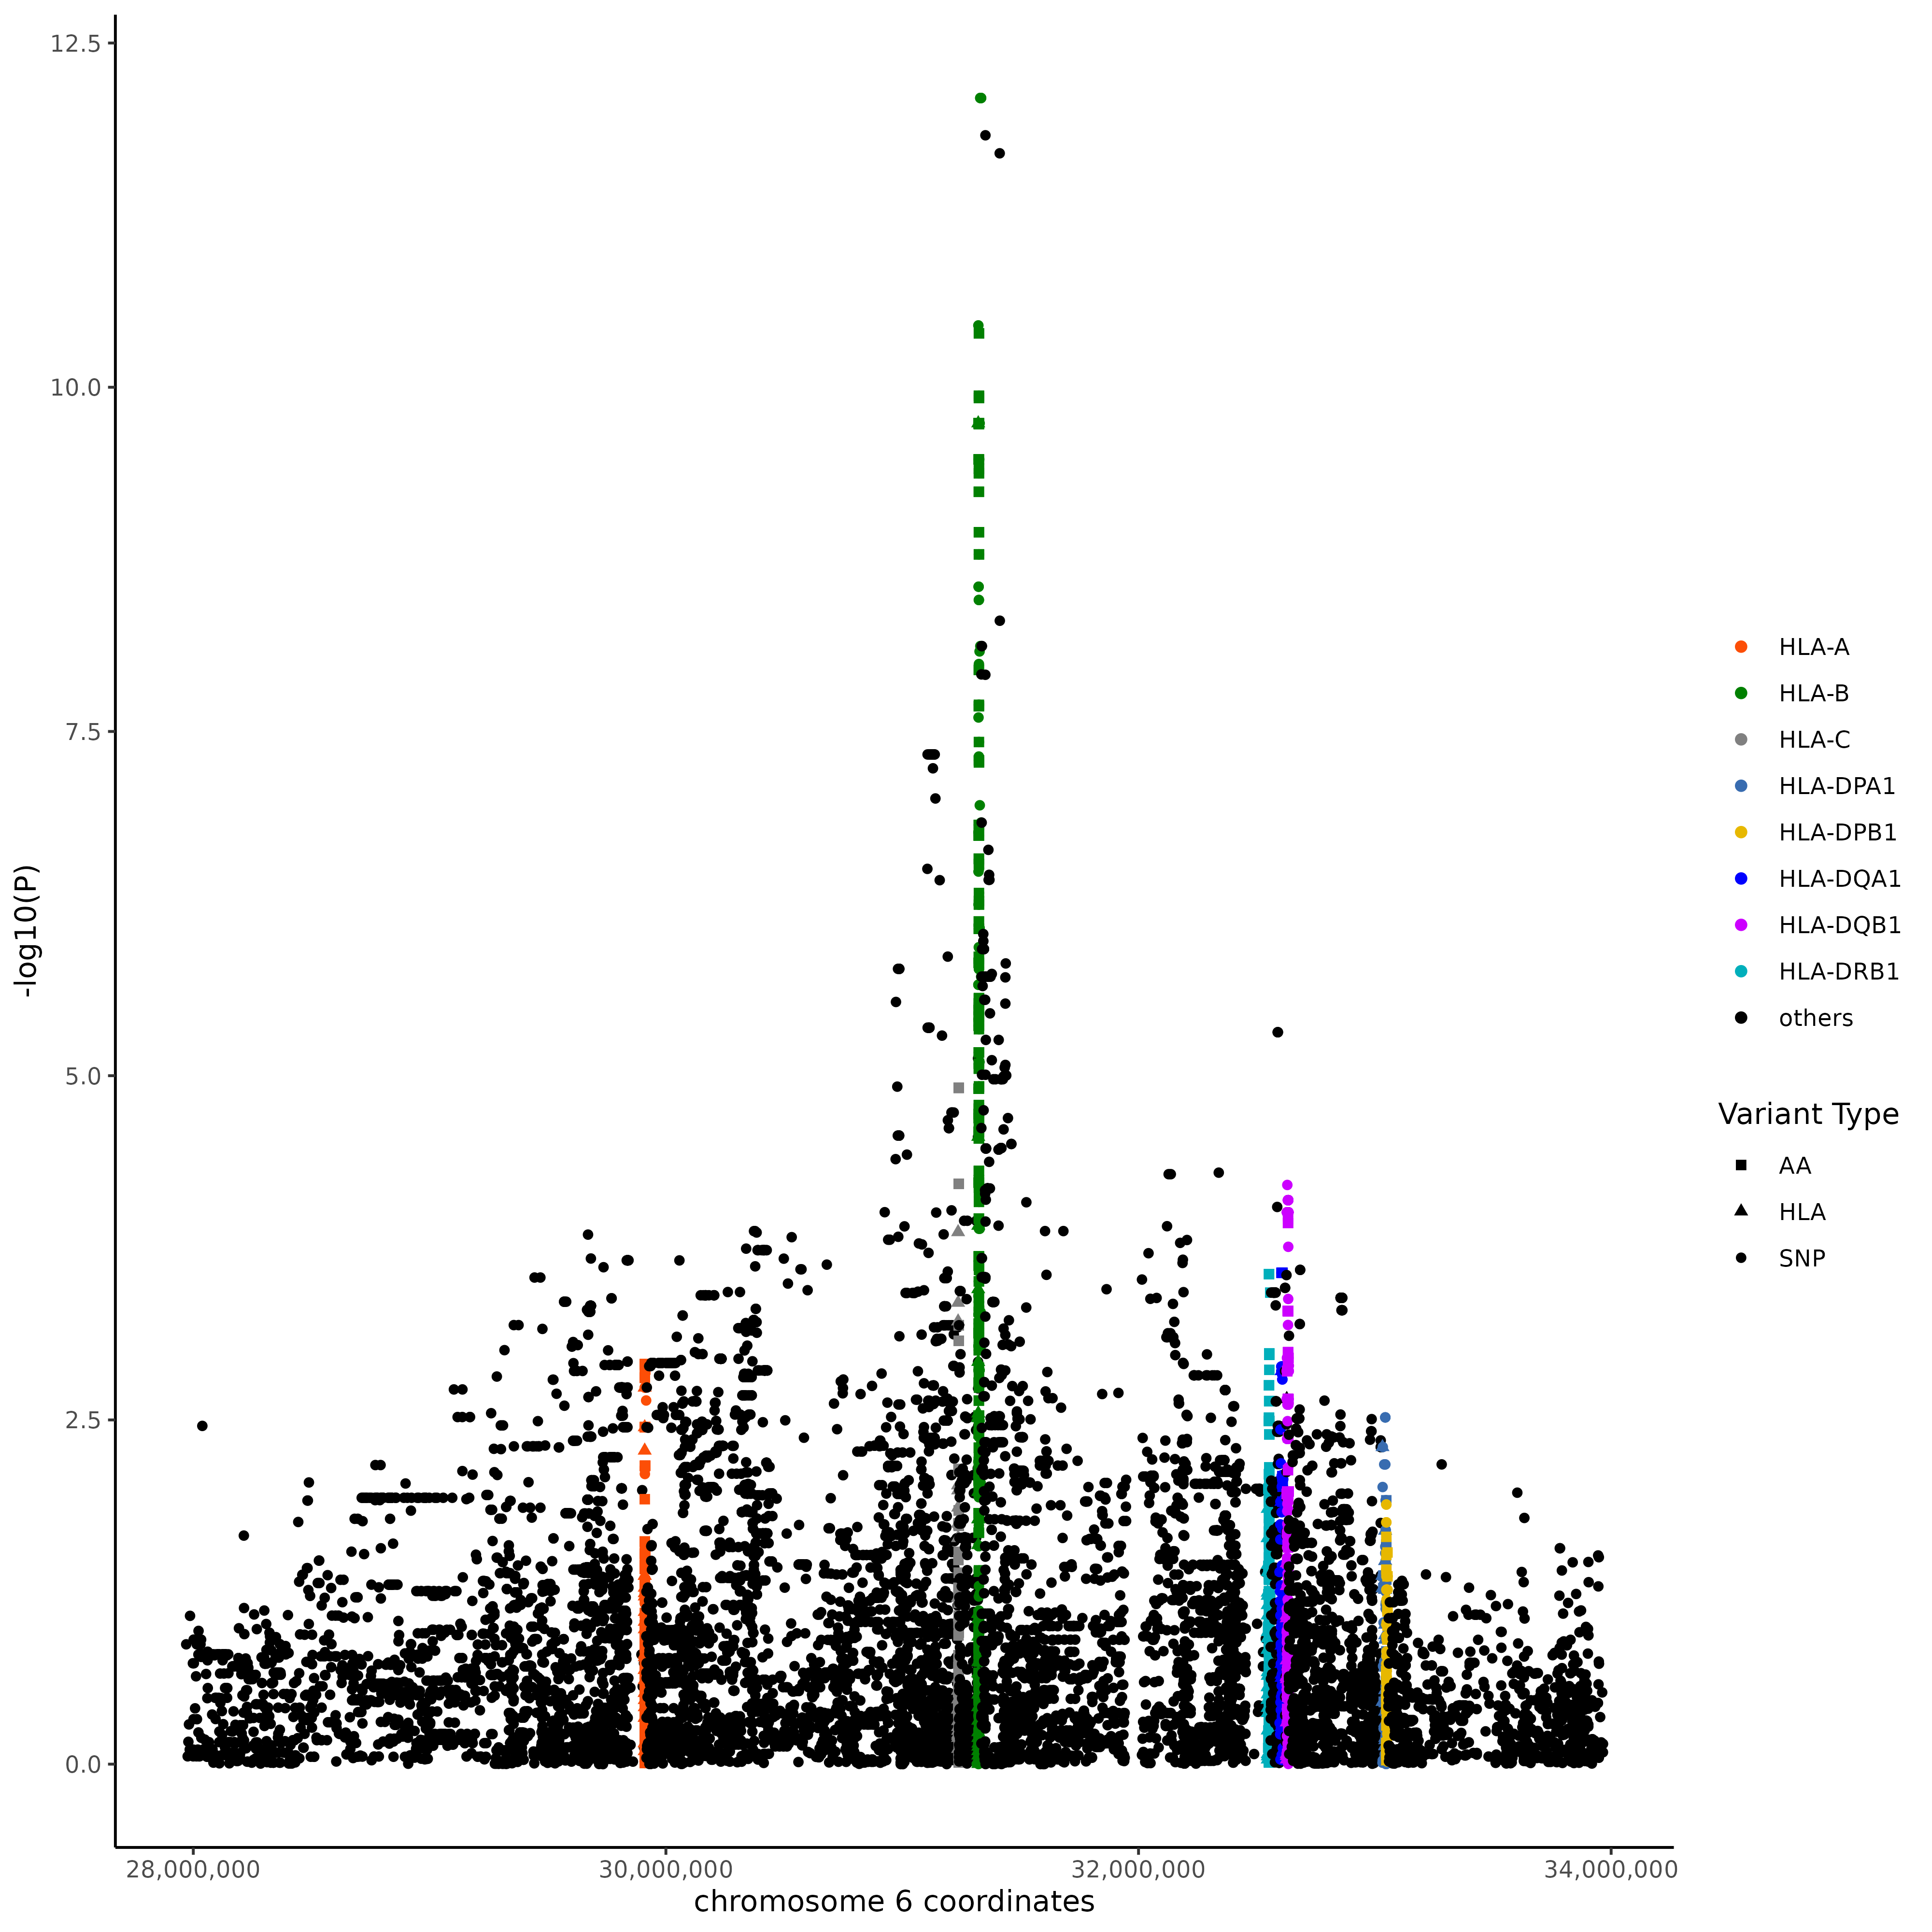 12.5
10.0
7.5
5.0
2.5
0.0
-log10(P)
28,000,000
30,000,000
32,000,000
34,000,000
chromosome 6 coordinates
HLA-A
HLA-B
HLA-C
HLA-DPA1
HLA-DPB1
HLA-DQA1
HLA-DQB1
HLA-DRB1
others
Variant Type
AA
HLA
SNP